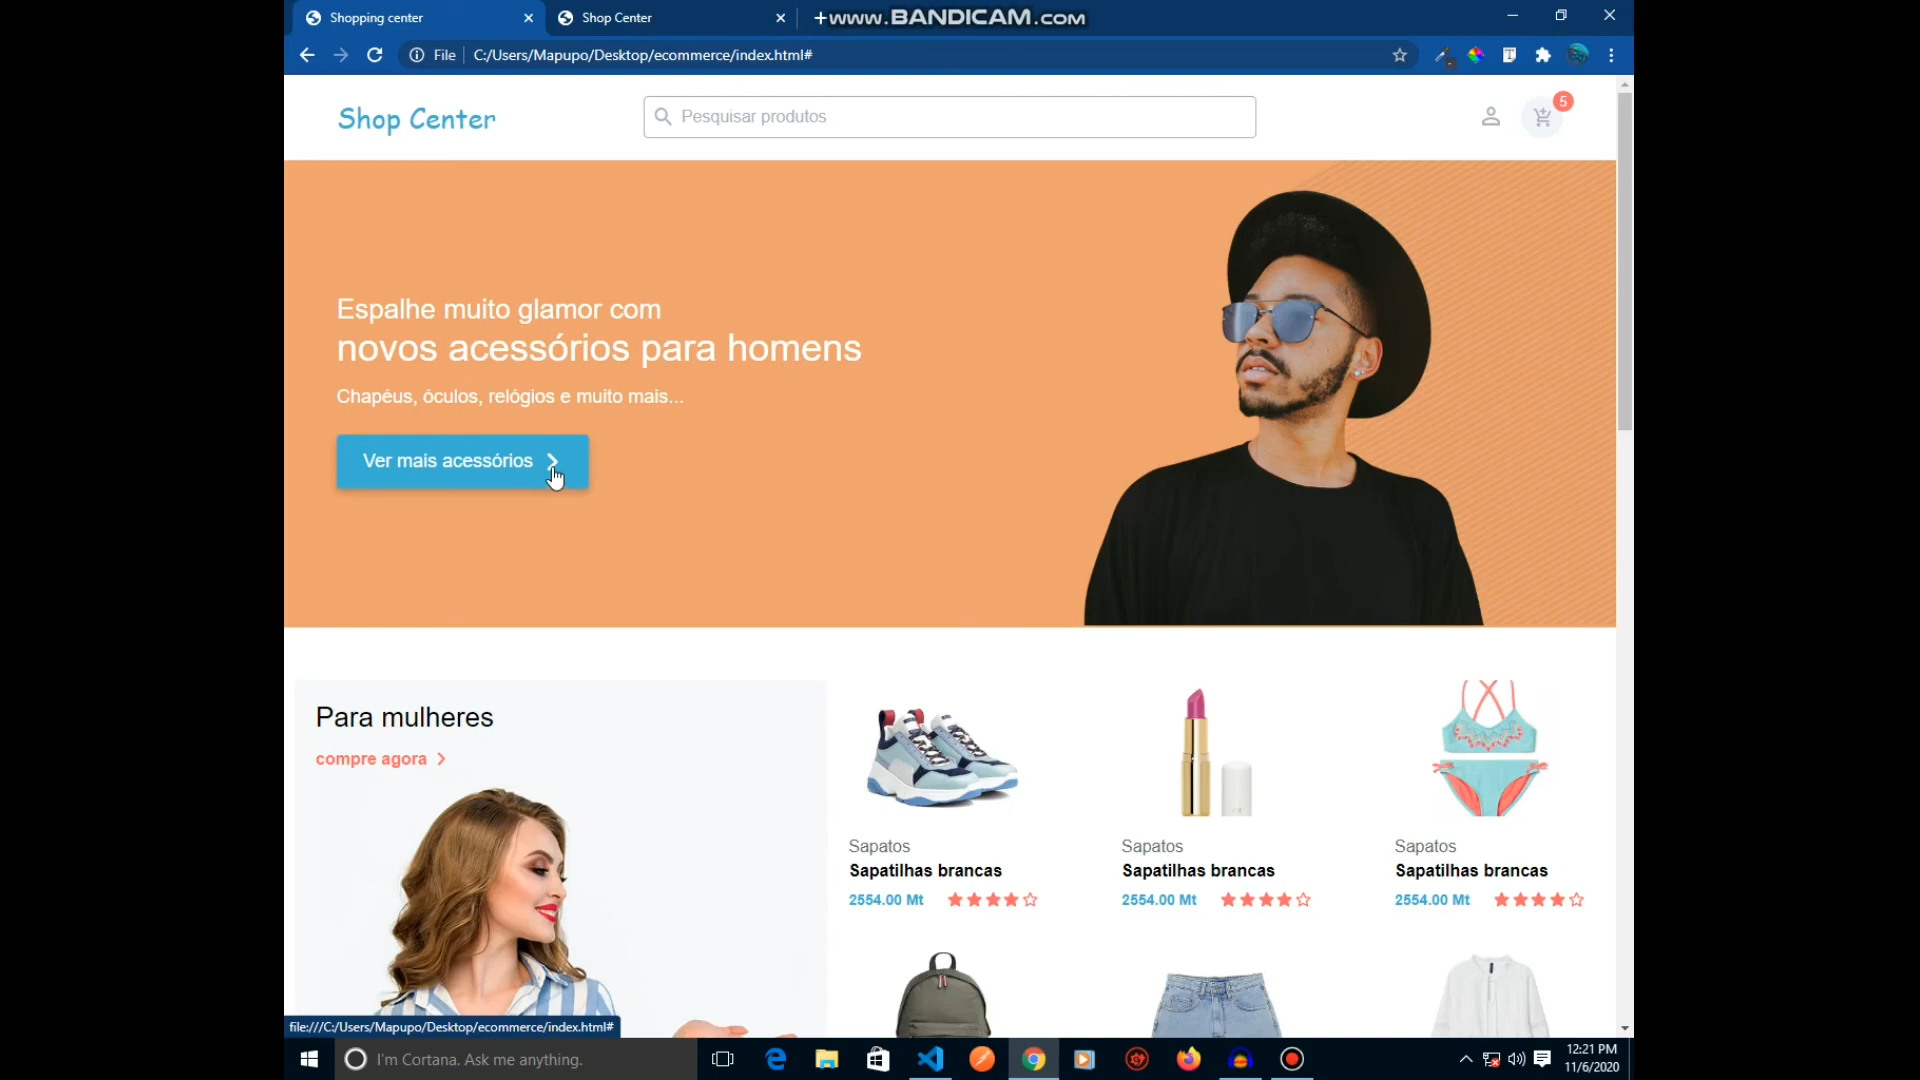 Shopping center
Shop Center
www.BANDICAM.com
File
C:/Users/Mapupo/Desktop/ecommerce/index.html#
Shop Center
Pesquisar produtos
5
Espalhe muito glamor com
novos acessórios para homens
Chapéus, óculos, relógios e muito mais...
Ver mais acessórios
Para mulheres
compre agora
Sapatos
Sapatilhas brancas
2554.00 Mt
Sapatos
Sapatilhas brancas
2554.00 Mt
Sapatos
Sapatilhas brancas
2554.00 Mt
file:///C:/Users/Mapupo/Desktop/ecommerce/index.html#
I'm Cortana. Ask me anything.
12:21 PM
11/6/2020